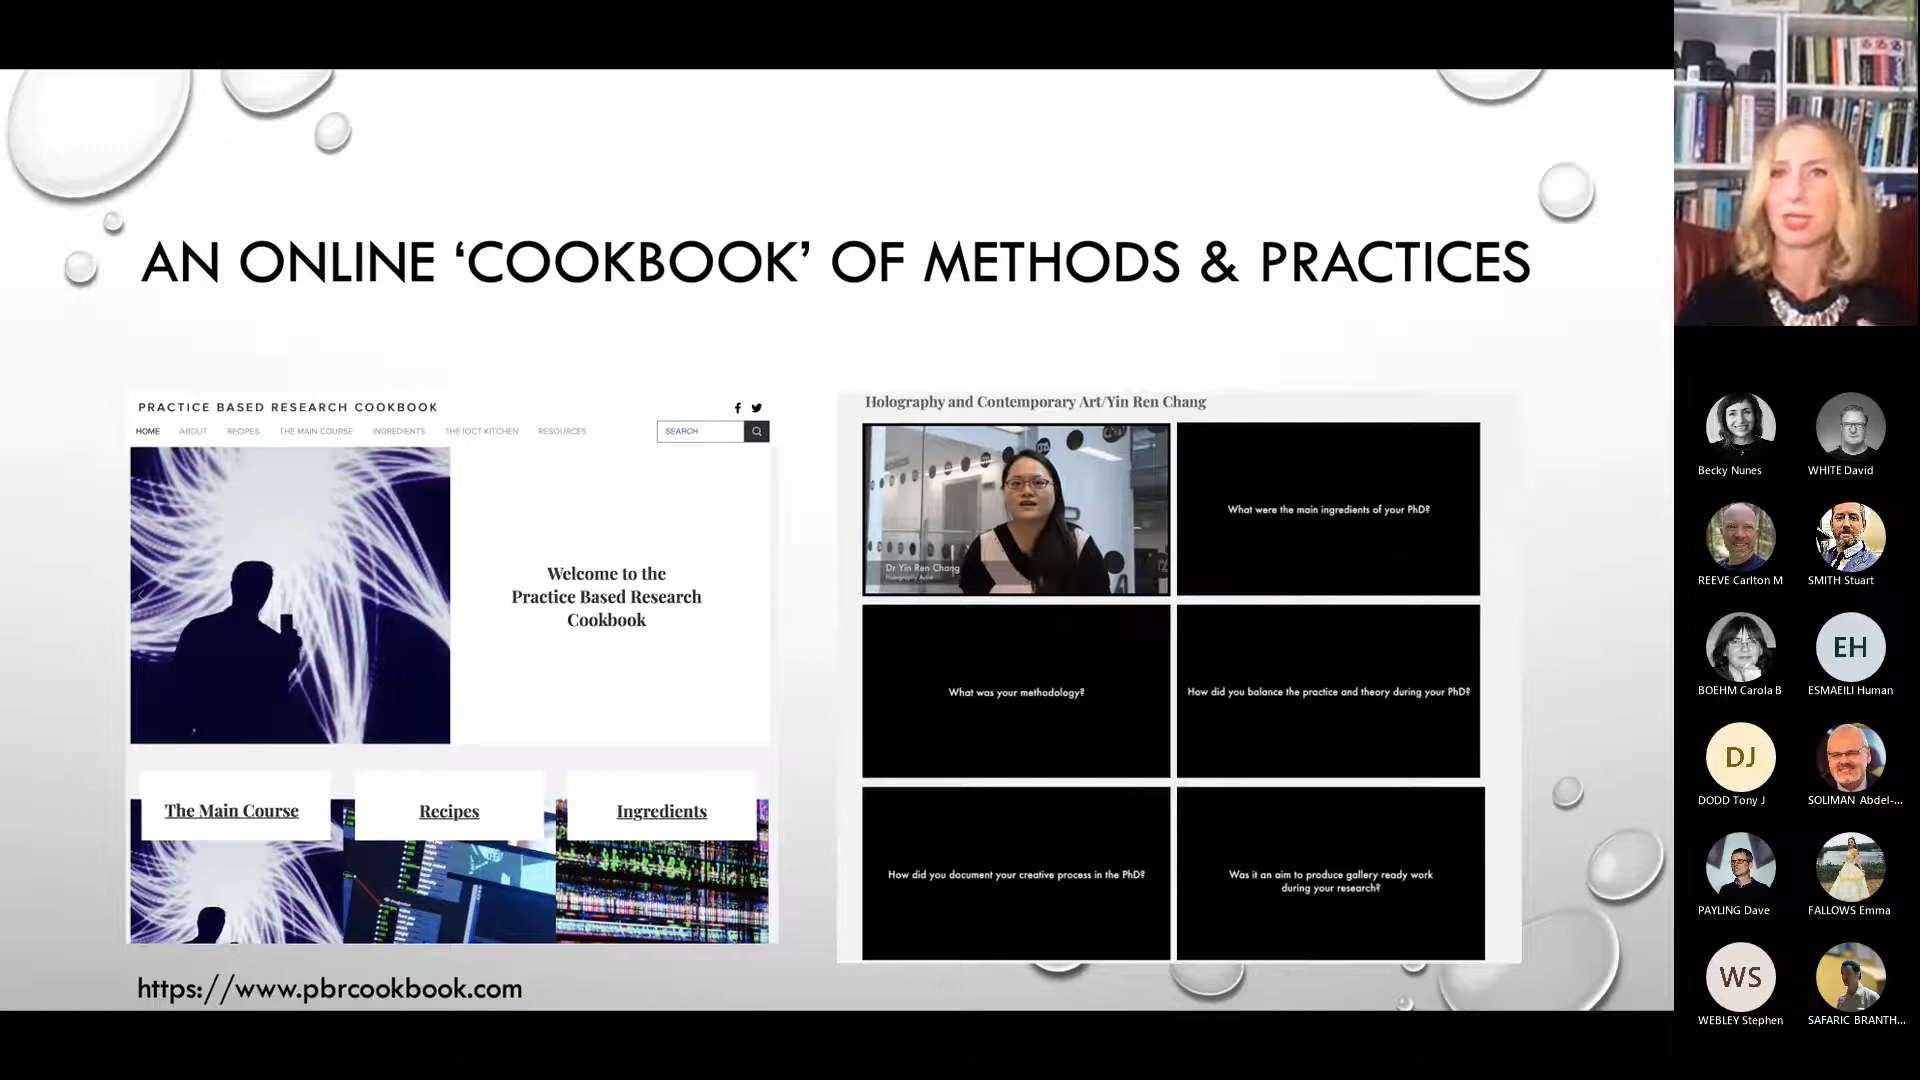 AN ONLINE ‘COOKBOOK’ OF METHODS & PRACTICES
PRACTICE BASED RESEARCH COOKBOOK
HOME ABOUT RECIPES THE MAIN COURSE INGREDIENTS THE IOCT KITCHEN RESOURCES
SEARCH
Welcome to the
Practice Based Research
Cookbook
The Main Course
Recipes
Ingredients
https://www.pbrcookbook.com
Holography and Contemporary Art/Yin Ren Chang
Dr Yin Ren Chang
Holography Artist
What were the main ingredients of your PhD?
What was your methodology?
How did you balance the practice and theory during your PhD?
How did you document your creative process in the PhD?
Was it an aim to produce gallery ready work
during your research?
Becky Nunes
WHITE David
REEVE Carlton M
SMITH Stuart
BOEHM Carola B
EH
ESMAEILI Human
DJ
DODD Tony J
SOLIMAN Abdel-...
PAYLING Dave
FALLOWS Emma
WS
WEBLEY Stephen
SAFARIC BRANTH...